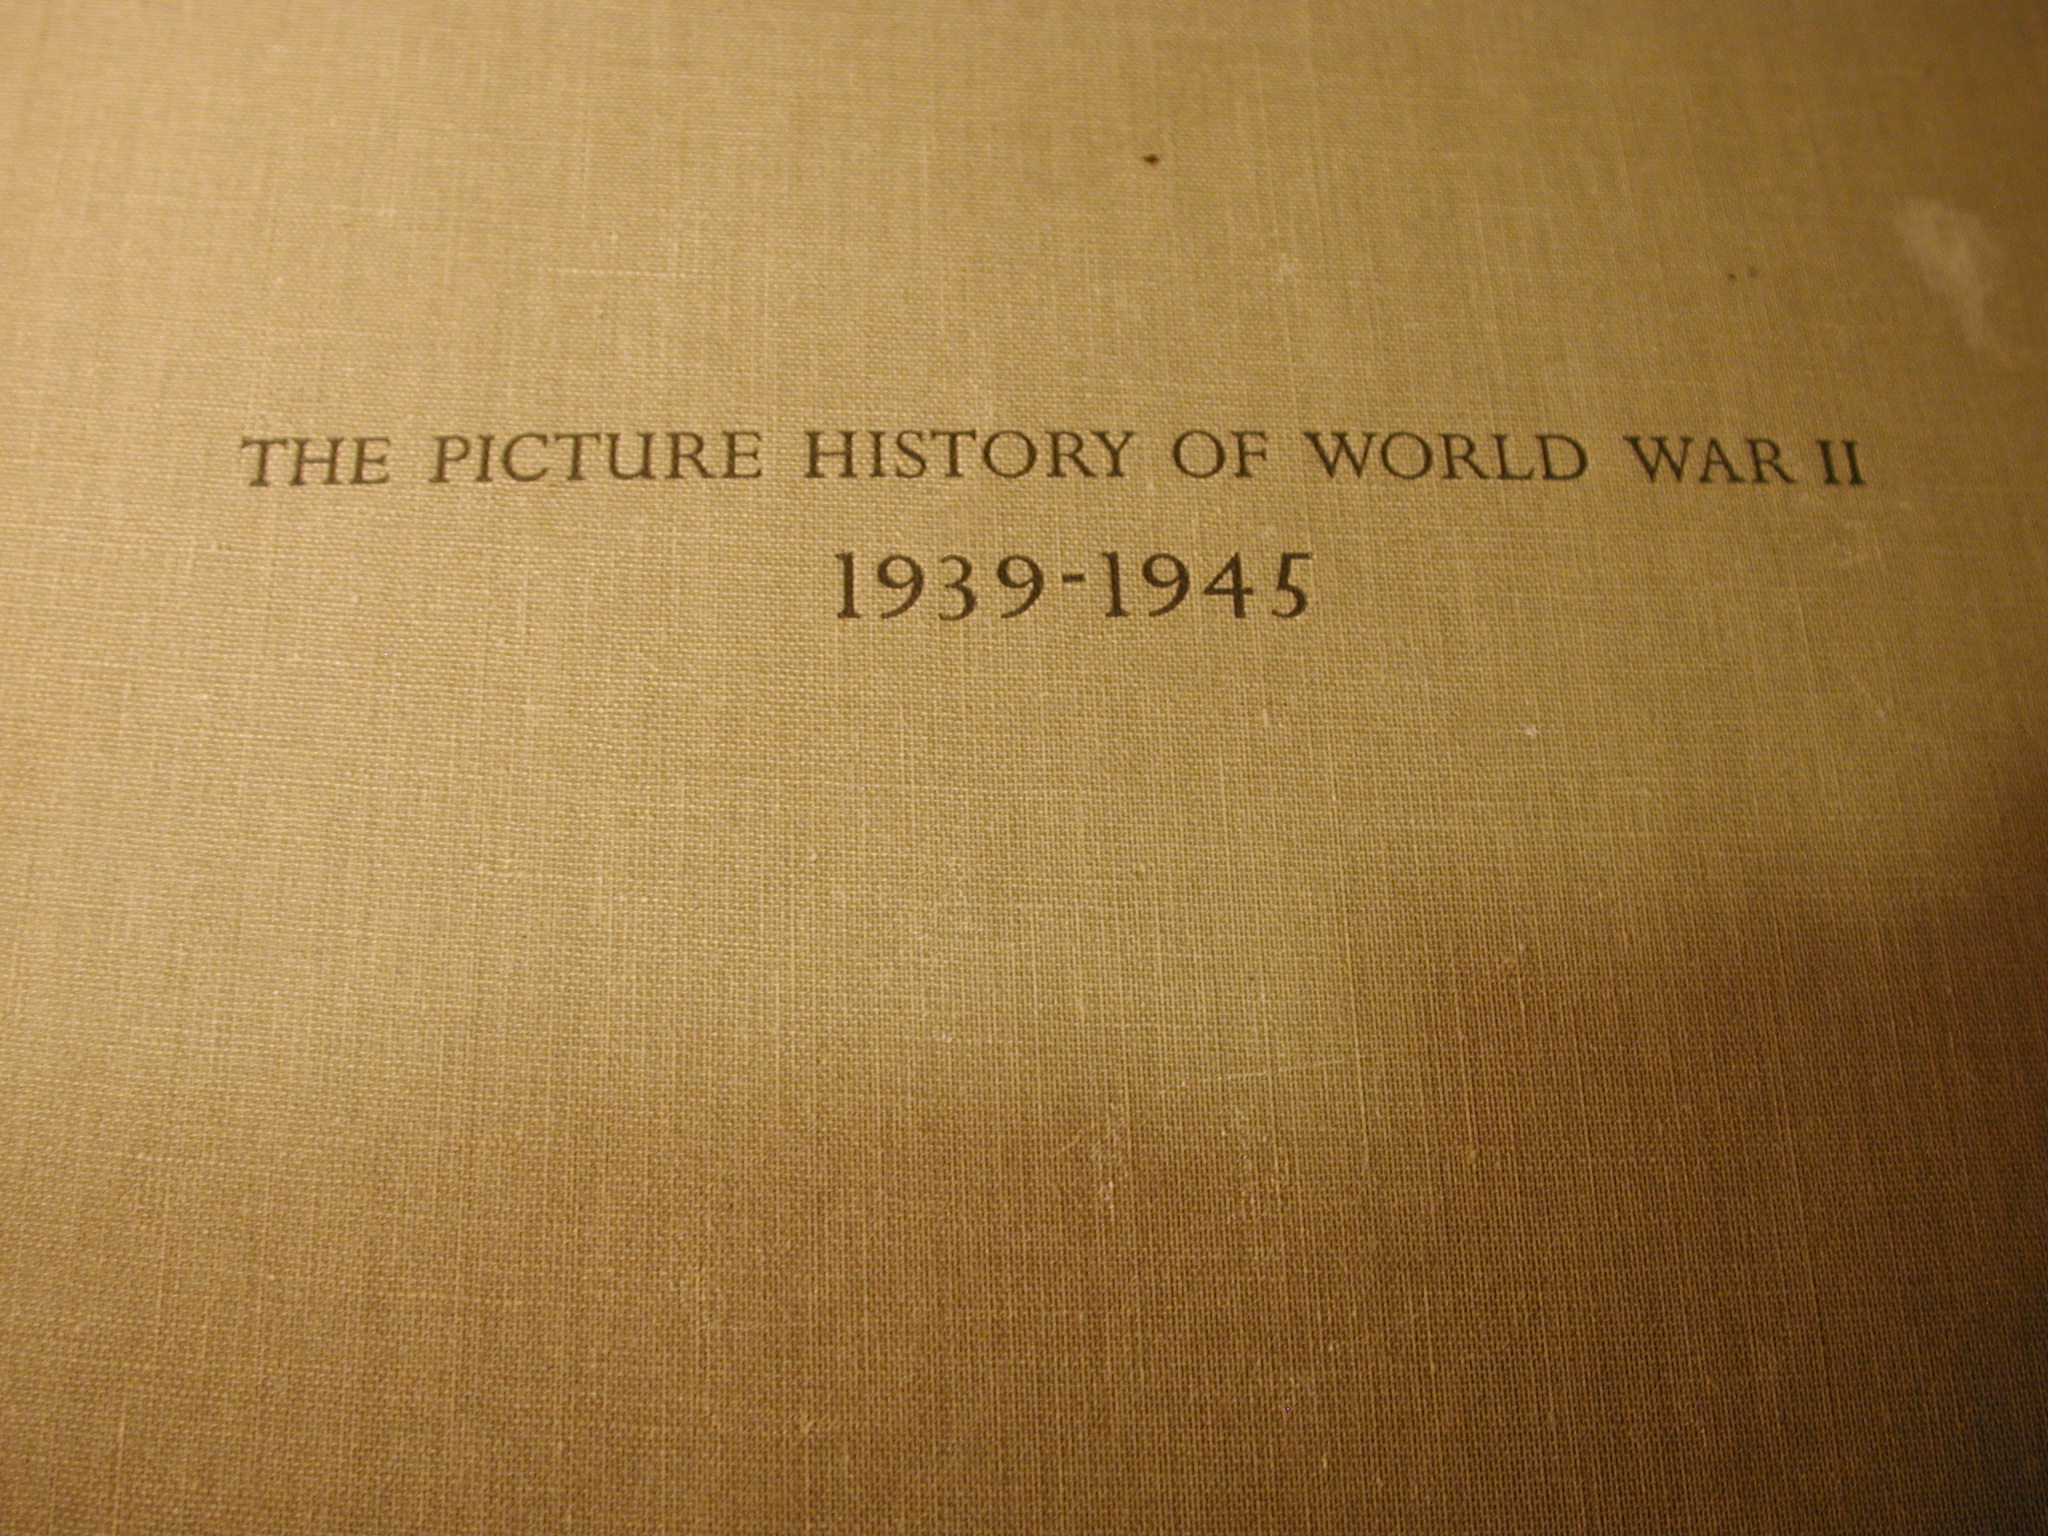 THE PICTURE HISTORY OF WORLD WAR II
1939-1945